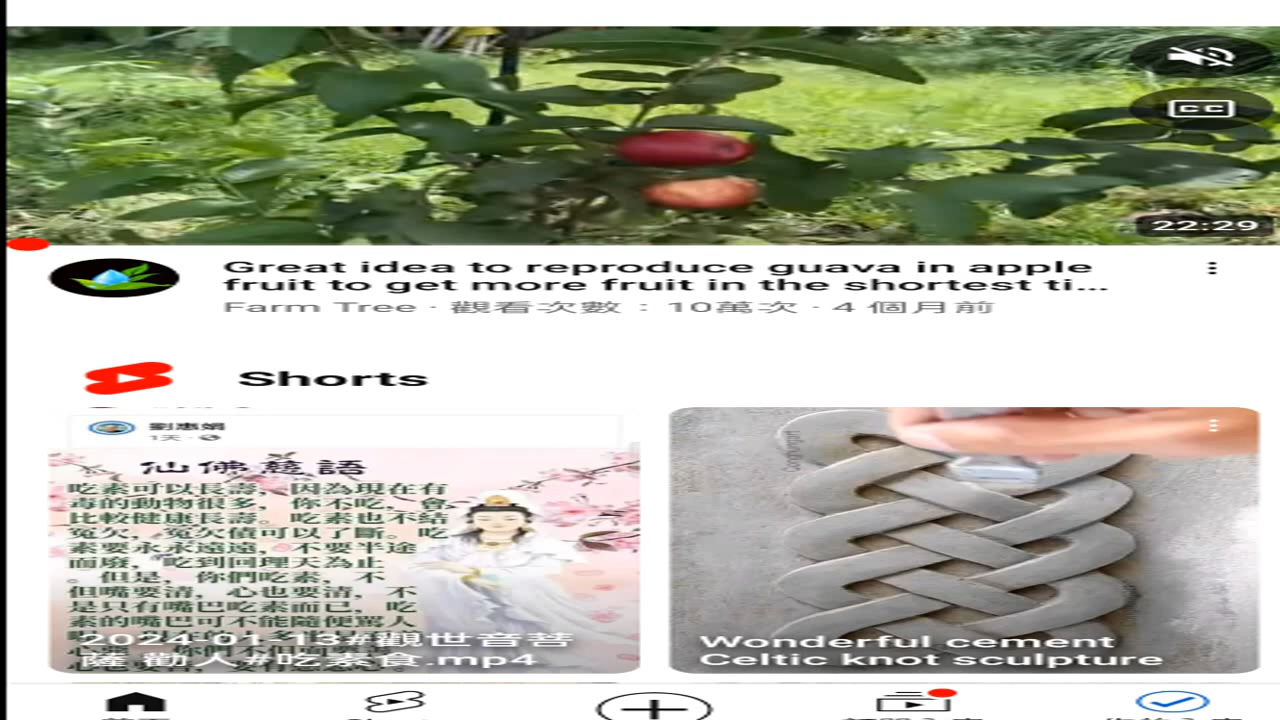 CC
22:29
Great idea to reproduce guava in apple
fruit to get more fruit in the shortest ti...
Farm Tree · 觀看次數：10萬次 · 4 個月前
Shorts
劉惠娟
1天 ·
仙佛慈語
吃素可以長壽，因為現在有
毒的動物很多，你不吃，會
比較健康長壽。吃素也不結
冤欠，冤欠債可以了斷。吃
素要永永遠遠，不要半途
而廢，吃到回理天為止
。但是，你們吃素，不
但嘴要清，心也要清，不
是只有嘴巴吃素而已，吃
素的嘴巴可不能隨便罵人
2024-01-13#觀世音菩
薩 勸人#吃素食.mp4
Wonderful cement
Celtic knot sculpture